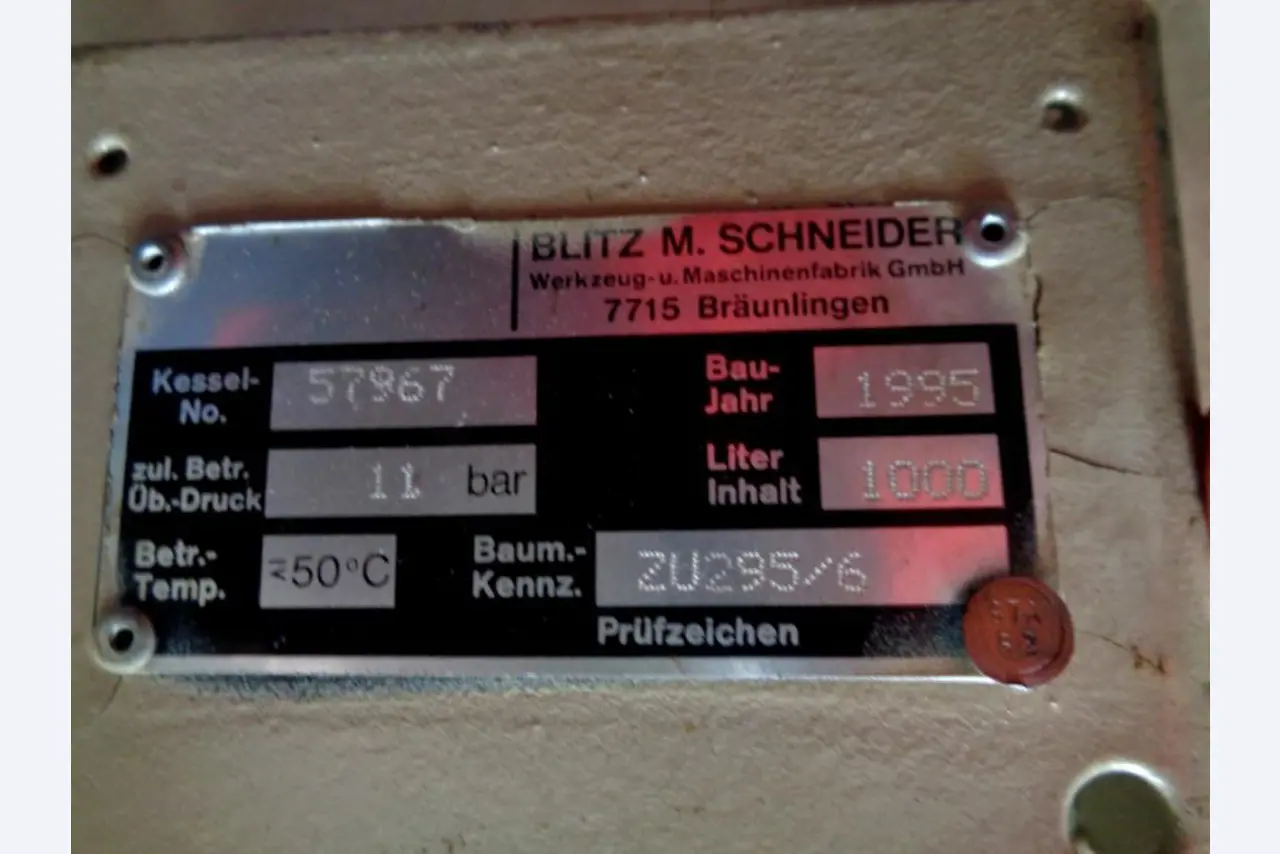 BLITZ M. SCHNEIDER
Werkzeug- u. Maschinenfabrik GmbH
7715 Bräunlingen
Kessel-No. 57967
Bau-Jahr 1995
zul. Betr. Üb.-Druck 11 bar
Liter Inhalt 1000
Betr.-Temp. ≷50°C
Baum.-Kennz. ZU295/6
Prüfzeichen